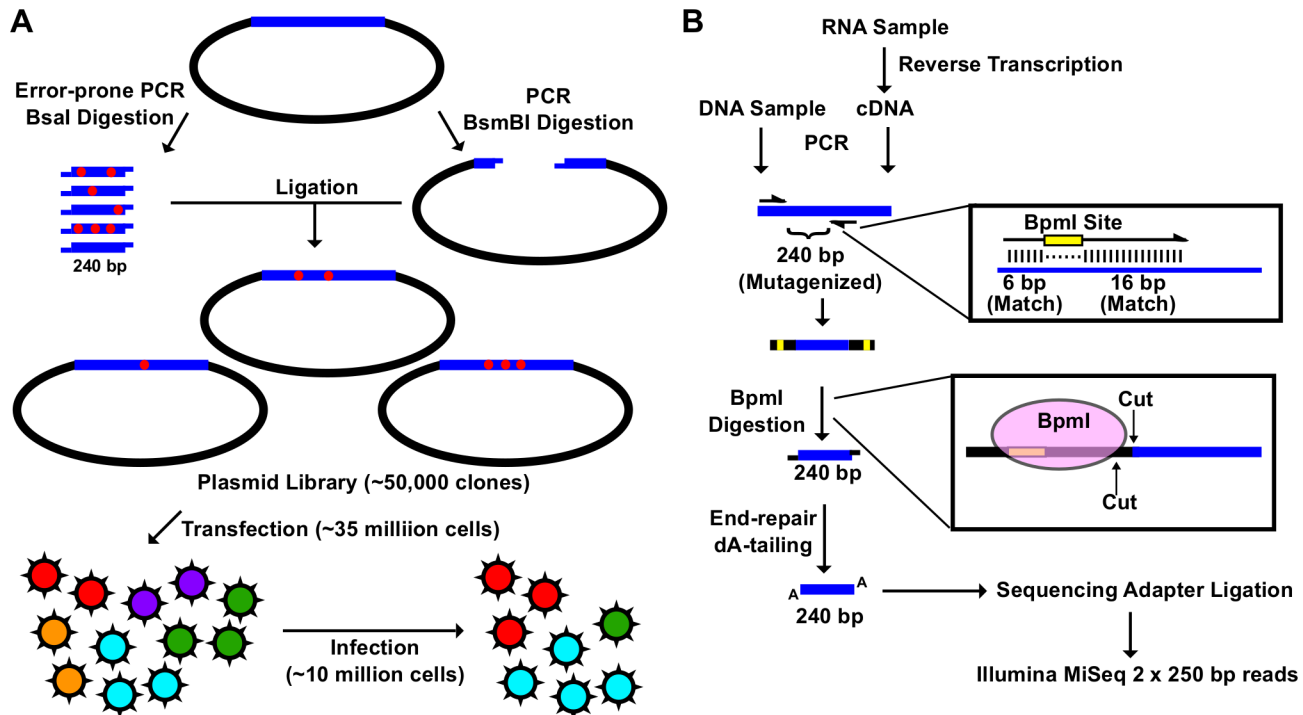 A
Error-prone PCR
BsaI Digestion
PCR
BsmBI Digestion
Ligation
240 bp
Plasmid Library (~50,000 clones)
Transfection (~35 milliion cells)
Infection
(~10 million cells)
B
RNA Sample
Reverse Transcription
DNA Sample
cDNA
PCR
240 bp
(Mutagenized)
BpmI Site
6 bp
(Match)
16 bp
(Match)
BpmI
Digestion
240 bp
BpmI
Cut
Cut
End-repair
dA-tailing
A
A
240 bp
Sequencing Adapter Ligation
Illumina MiSeq 2 x 250 bp reads